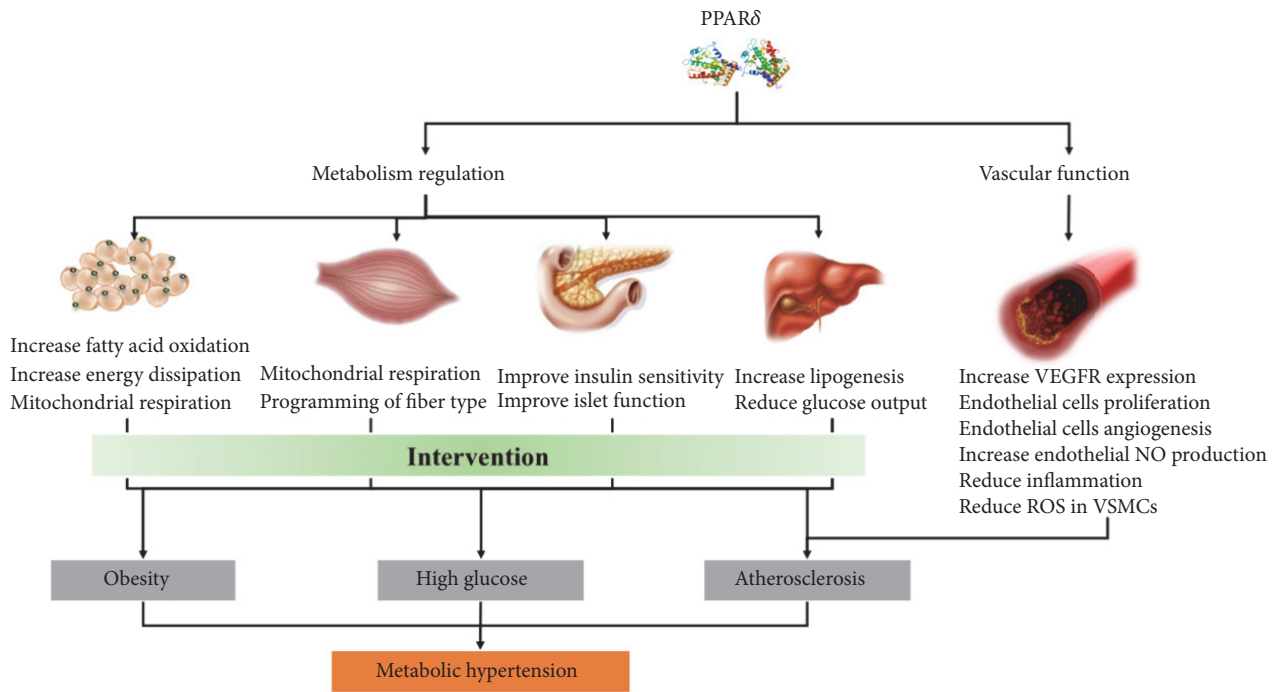 PPARδ
Metabolism regulation
Vascular function
Increase fatty acid oxidation
Increase energy dissipation
Mitochondrial respiration
Mitochondrial respiration
Programming of fiber type
Improve insulin sensitivity
Improve islet function
Increase lipogenesis
Reduce glucose output
Increase VEGFR expression
Endothelial cells proliferation
Endothelial cells angiogenesis
Increase endothelial NO production
Reduce inflammation
Reduce ROS in VSMCs
Intervention
Obesity
High glucose
Atherosclerosis
Metabolic hypertension